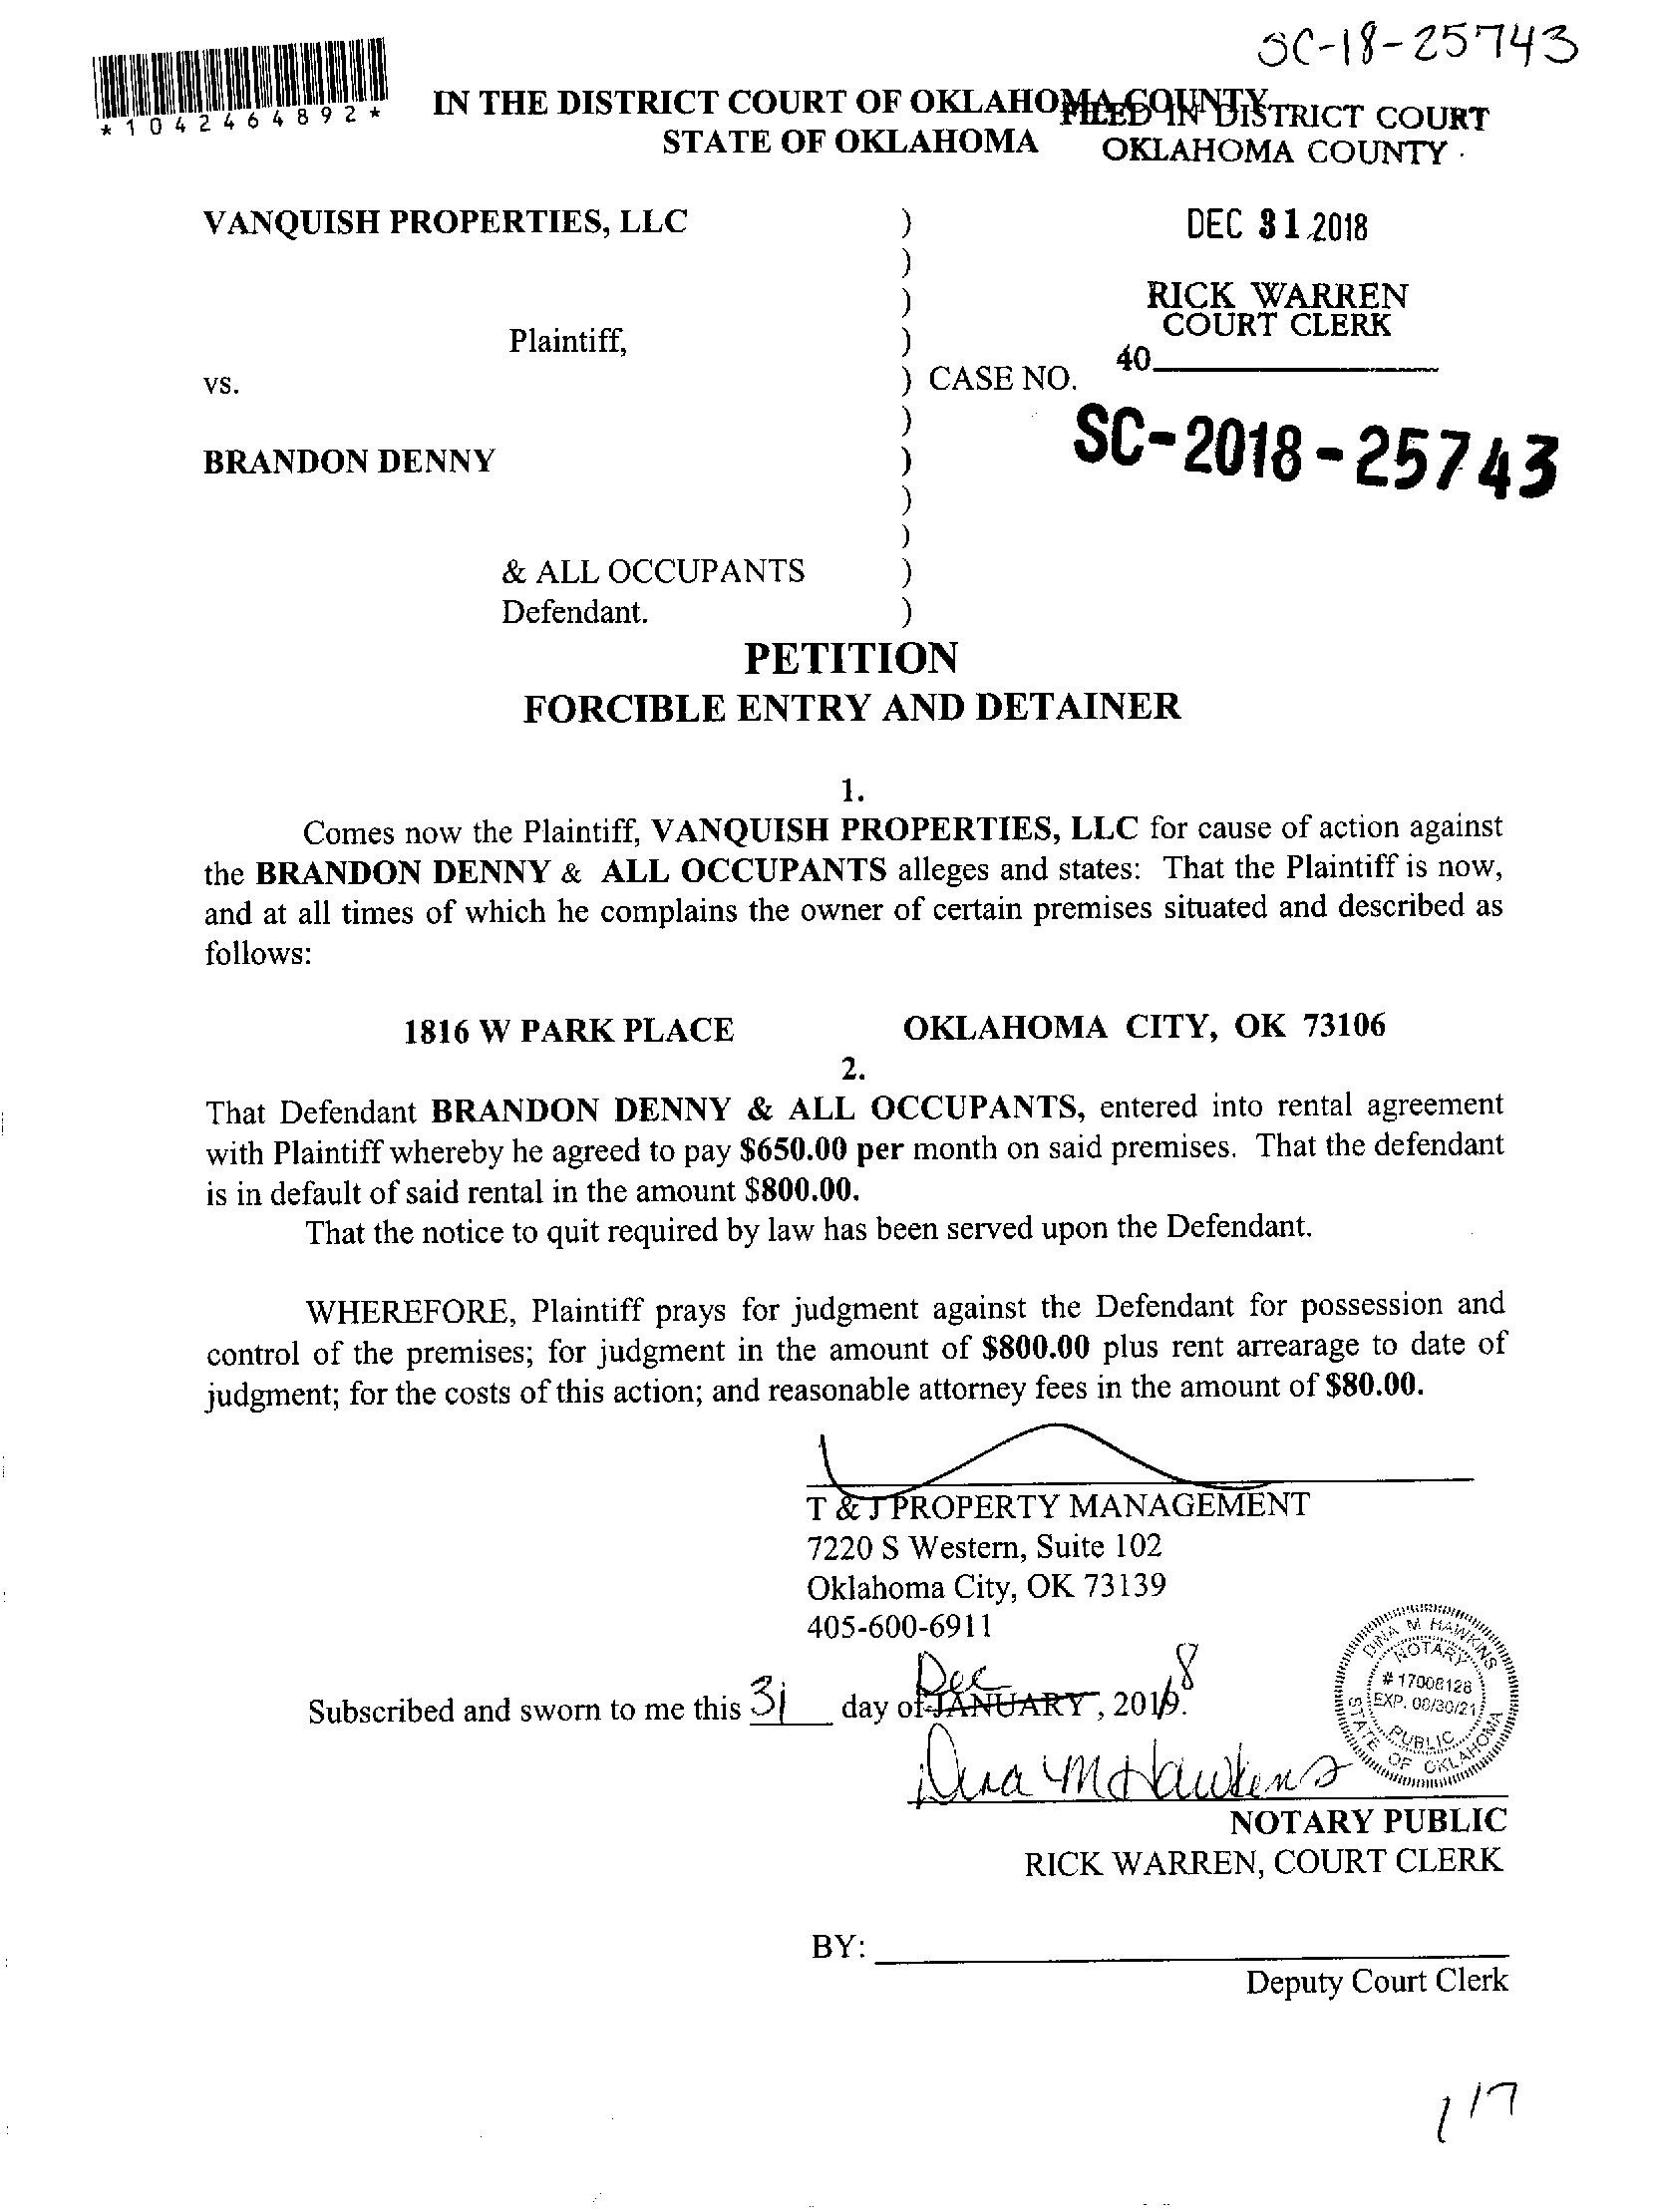 SC-18-25743
*1042464892*
IN THE DISTRICT COURT OF OKLAHOMA COUNTY
STATE OF OKLAHOMA
FILED IN DISTRICT COURT
OKLAHOMA COUNTY
VANQUISH PROPERTIES, LLC )
DEC 31 2018
)
)
RICK WARREN
COURT CLERK
Plaintiff, )
40
vs. ) CASE NO.
)
SC-2018-25743
BRANDON DENNY )
)
)
& ALL OCCUPANTS )
Defendant. )
PETITION
FORCIBLE ENTRY AND DETAINER
1.
Comes now the Plaintiff, VANQUISH PROPERTIES, LLC for cause of action against
the BRANDON DENNY & ALL OCCUPANTS alleges and states: That the Plaintiff is now,
and at all times of which he complains the owner of certain premises situated and described as
follows:
1816 W PARK PLACE OKLAHOMA CITY, OK 73106
2.
That Defendant BRANDON DENNY & ALL OCCUPANTS, entered into rental agreement
with Plaintiff whereby he agreed to pay $650.00 per month on said premises. That the defendant
is in default of said rental in the amount $800.00.
That the notice to quit required by law has been served upon the Defendant.
WHEREFORE, Plaintiff prays for judgment against the Defendant for possession and
control of the premises; for judgment in the amount of $800.00 plus rent arrearage to date of
judgment; for the costs of this action; and reasonable attorney fees in the amount of $80.00.
T & J PROPERTY MANAGEMENT
7220 S Western, Suite 102
Oklahoma City, OK 73139
405-600-6911
Dec 8
Subscribed and sworn to me this 31 day of JANUARY, 2019.
DINA M HAWKINS
NOTARY
# 17008128
EXP. 08/30/21
PUBLIC
STATE OF OKLAHOMA
Dina M Hawkins
NOTARY PUBLIC
RICK WARREN, COURT CLERK
BY:
Deputy Court Clerk
1/17